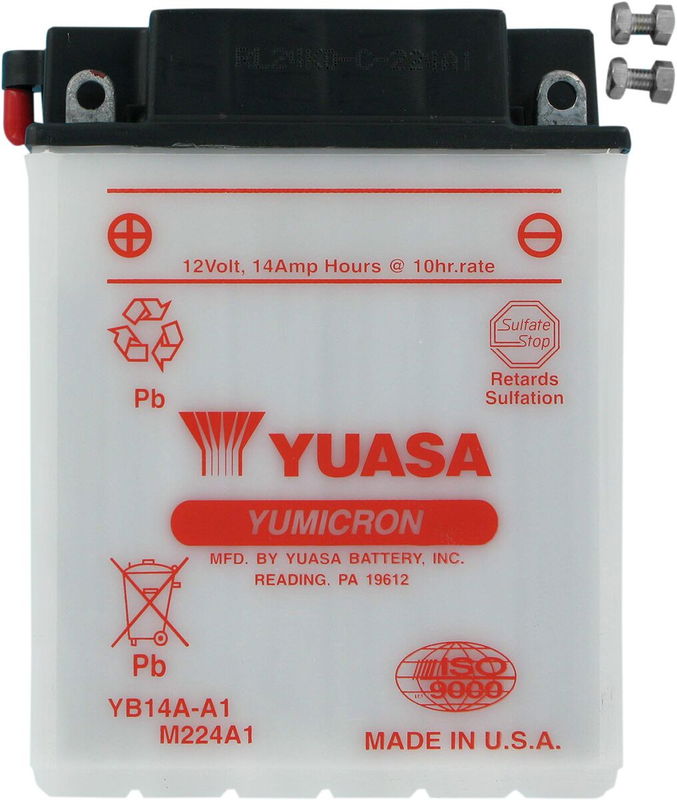 12Volt, 14Amp Hours @ 10hr.rate
Sulfate
Stop
Pb
Retards
Sulfation
YUASA
YUMICRON
MFD. BY YUASA BATTERY, INC.
READING, PA 19612
Pb
ISO
9000
YB14A-A1
M224A1
MADE IN U.S.A.